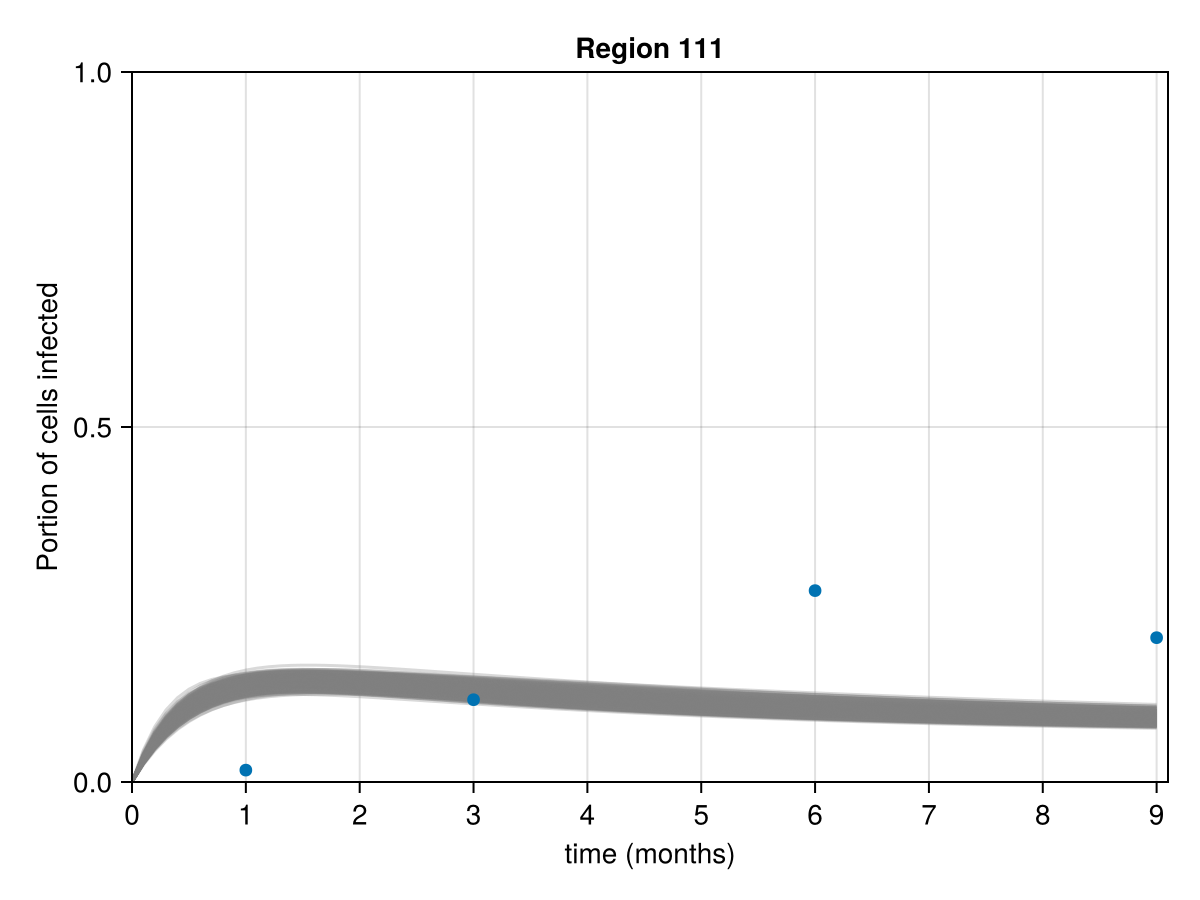 Region 111
1.0
0.5
0.0
Portion of cells infected
0 1 2 3 4 5 6 7 8 9
time (months)